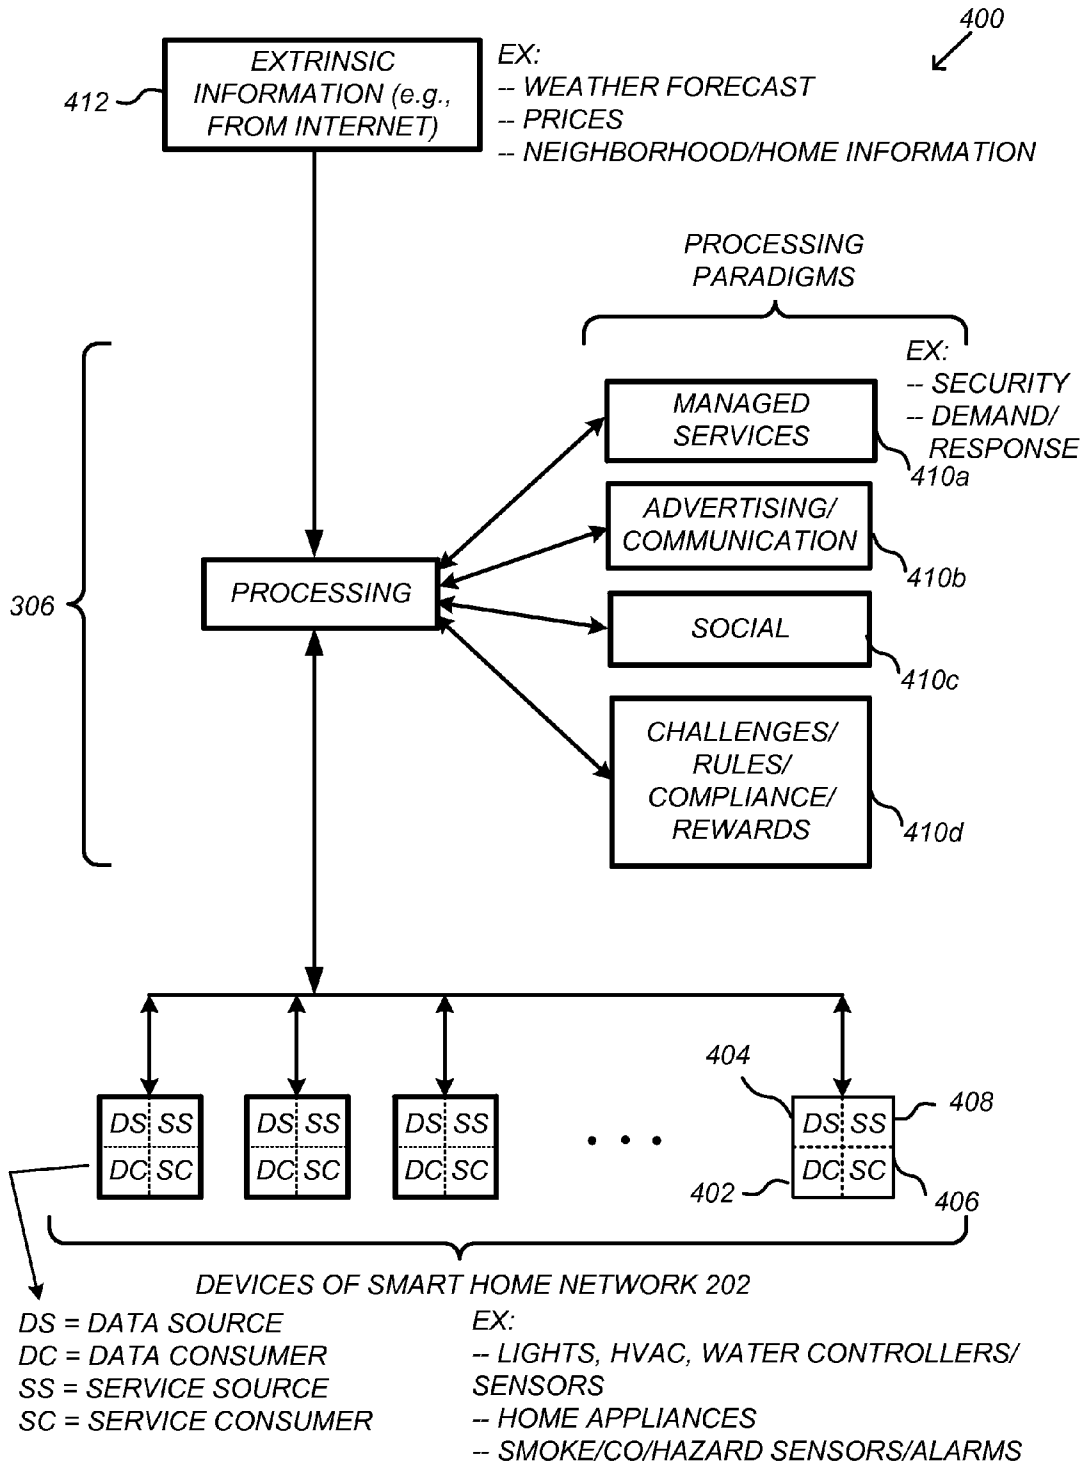 400
EXTRINSIC
INFORMATION (e.g.,
FROM INTERNET)
412
EX:
-- WEATHER FORECAST
-- PRICES
-- NEIGHBORHOOD/HOME INFORMATION
PROCESSING
PARADIGMS
EX:
-- SECURITY
-- DEMAND/
RESPONSE
MANAGED
SERVICES
410a
ADVERTISING/
COMMUNICATION
410b
306
PROCESSING
SOCIAL
410c
CHALLENGES/
RULES/
COMPLIANCE/
REWARDS
410d
404
408
DS SS
DC SC
DS SS
DC SC
DS SS
DC SC
• • •
DS SS
DC SC
402
406
DEVICES OF SMART HOME NETWORK 202
DS = DATA SOURCE
DC = DATA CONSUMER
SS = SERVICE SOURCE
SC = SERVICE CONSUMER
EX:
-- LIGHTS, HVAC, WATER CONTROLLERS/
SENSORS
-- HOME APPLIANCES
-- SMOKE/CO/HAZARD SENSORS/ALARMS